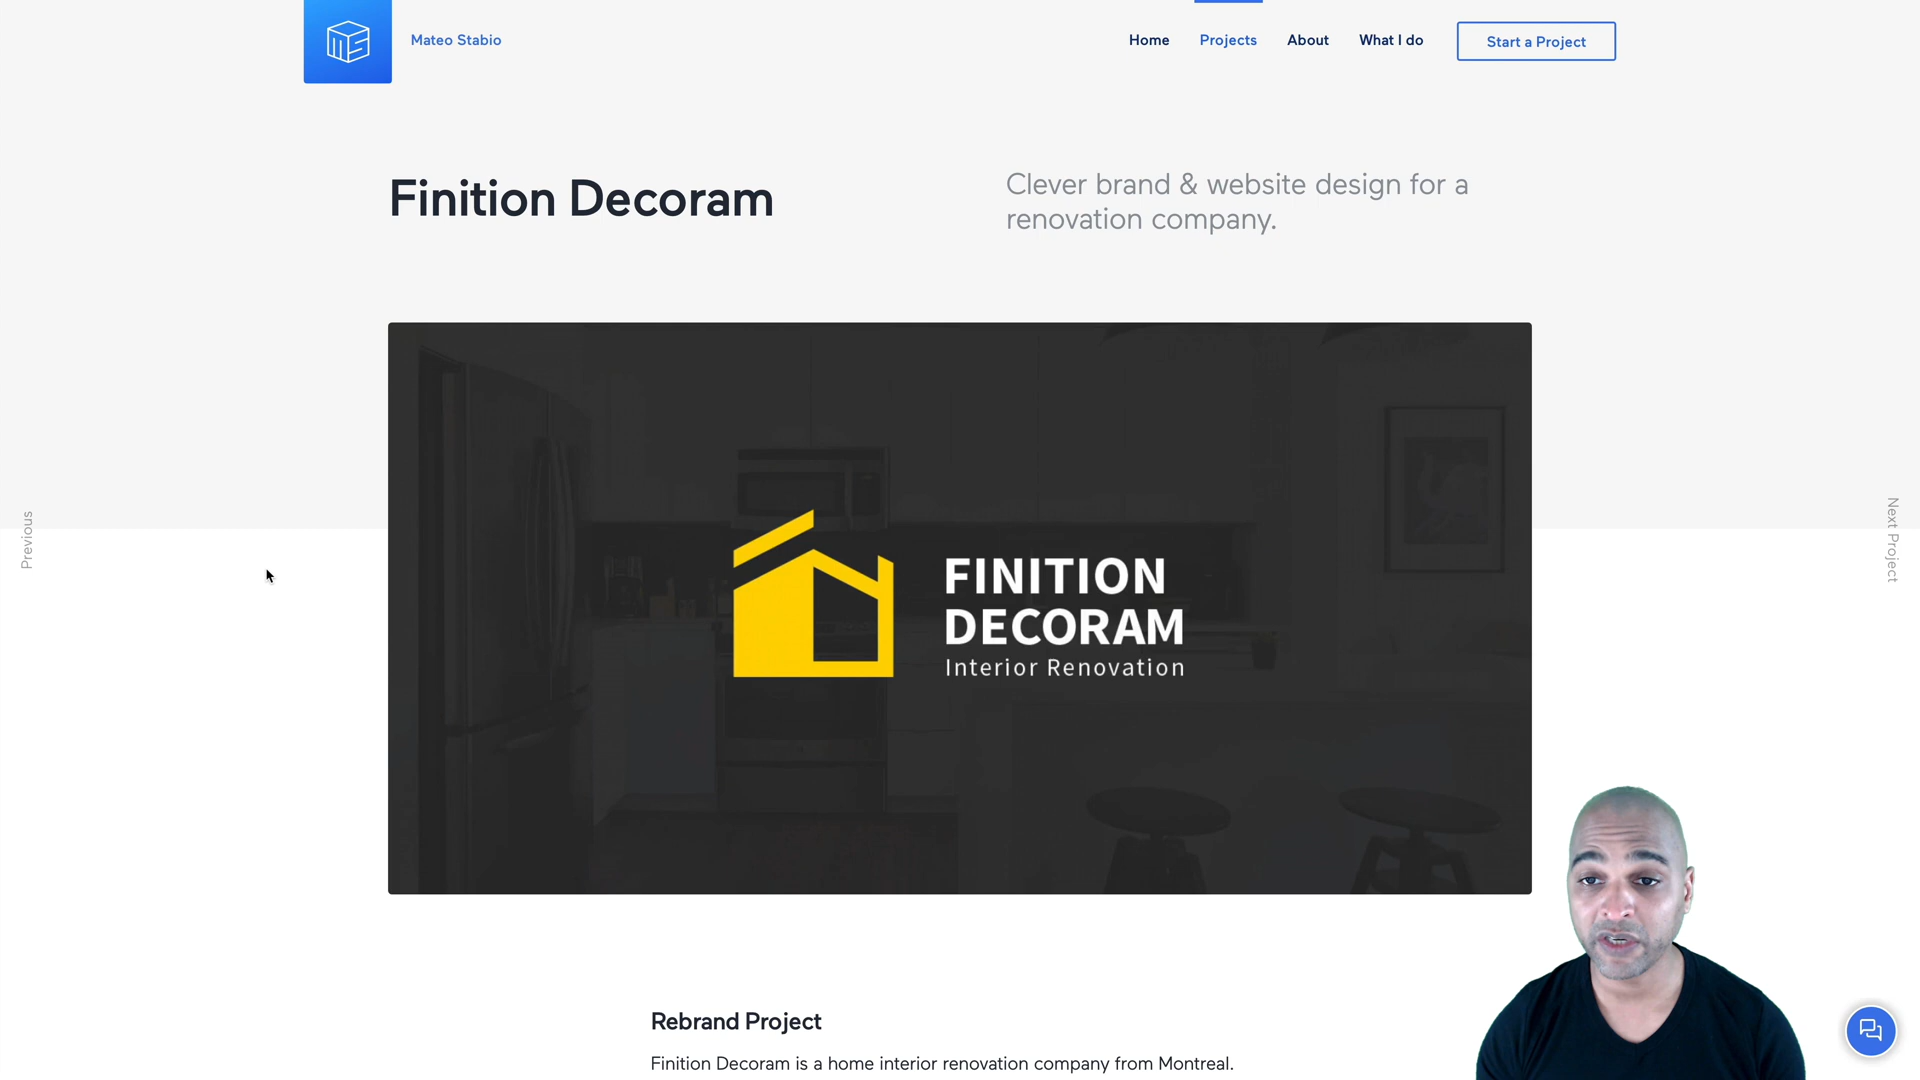 Mateo Stabio
Home
Projects
About
What I do
Start a Project
Finition Decoram
Clever brand & website design for a
renovation company.
Previous
Next Project
FINITION
DECORAM
Interior Renovation
Rebrand Project
Finition Decoram is a home interior renovation company from Montreal.